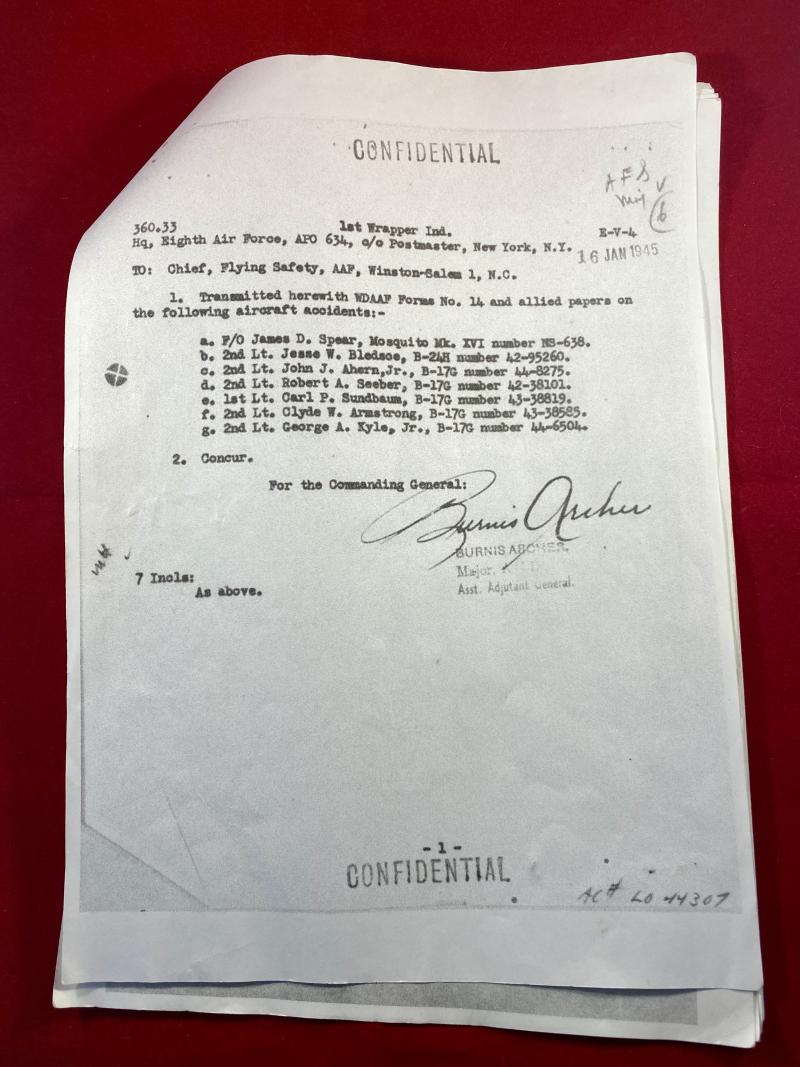 CONFIDENTIAL
AFS
360.33 1st Wrapper Ind. E-V-4
Hq, Eighth Air Force, APO 634, c/o Postmaster, New York, N.Y.
16 JAN 1945
TO: Chief, Flying Safety, AAF, Winston-Salem 1, N.C.
1. Transmitted herewith WDAAF Forms No. 14 and allied papers on
the following aircraft accidents:-
a. F/O James D. Spear, Mosquito Mk. XVI number NS-638.
b. 2nd Lt. Jesse W. Bledsoe, B-24H number 42-95260.
c. 2nd Lt. John J. Ahern,Jr., B-17G number 44-8275.
d. 2nd Lt. Robert A. Seeber, B-17G number 42-38101.
e. 1st Lt. Carl P. Sundbaum, B-17G number 43-38819.
f. 2nd Lt. Clyde W. Armstrong, B-17G number 43-38585.
g. 2nd Lt. George A. Kyle, Jr., B-17G number 44-6504.
2. Concur.
For the Commanding General:
Burnis Archer
BURNIS ARCHER,
Major,
Asst. Adjutant General.
7 Incls:
As above.
-1-
CONFIDENTIAL
AC# LO 44307